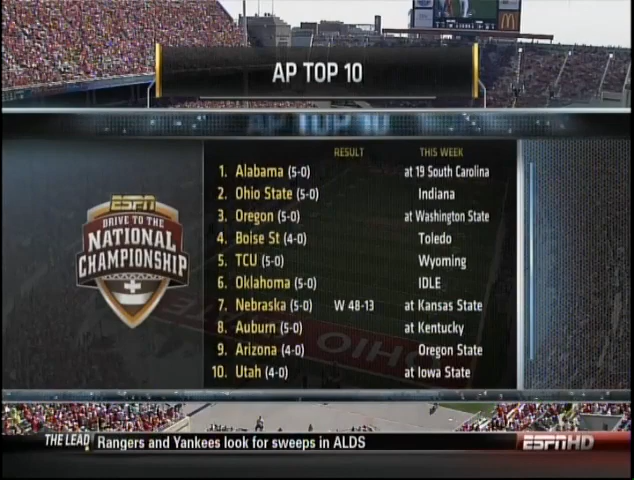 AP TOP 10
RESULT THIS WEEK
1. Alabama (5-0) at 19 South Carolina
2. Ohio State (5-0) Indiana
3. Oregon (5-0) at Washington State
4. Boise St (4-0) Toledo
5. TCU (5-0) Wyoming
6. Oklahoma (5-0) IDLE
7. Nebraska (5-0) W 48-13 at Kansas State
8. Auburn (5-0) at Kentucky
9. Arizona (4-0) Oregon State
10. Utah (4-0) at Iowa State
ESPN
DRIVE TO THE
NATIONAL
CHAMPIONSHIP
OHIO
THE LEAD Rangers and Yankees look for sweeps in ALDS
ESPN HD